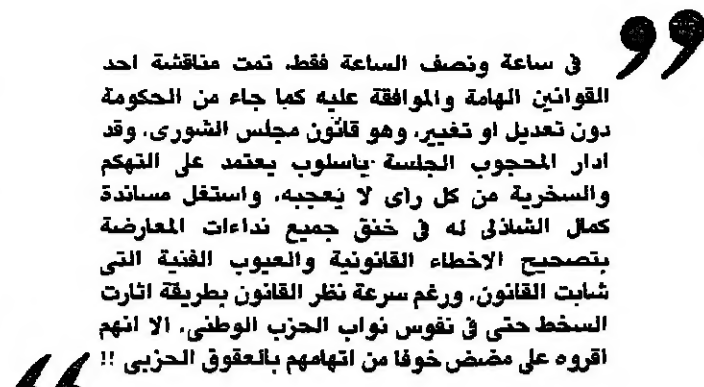 فى ساعة ونصف الساعة فقط، تمت مناقشة احد
القوانين الهامة والموافقة عليه كما جاء من الحكومة
دون تعديل او تغيير، وهو قانون مجلس الشورى، وقد
ادار المحجوب الجلسة بأسلوب يعتمد على التهكم
والسخرية من كل رأى لا يعجبه، واستغل مساندة
كمال الشاذلى له فى خنق جميع نداءات المعارضة
بتصحيح الاخطاء القانونية والعيوب الفنية التى
شابت القانون، ورغم سرعة نظر القانون بطريقة اثارت
السخط حتى فى نفوس نواب الحزب الوطنى، الا انهم
اقروه على مضض خوفا من اتهامهم بالعقوق الحزبى !!